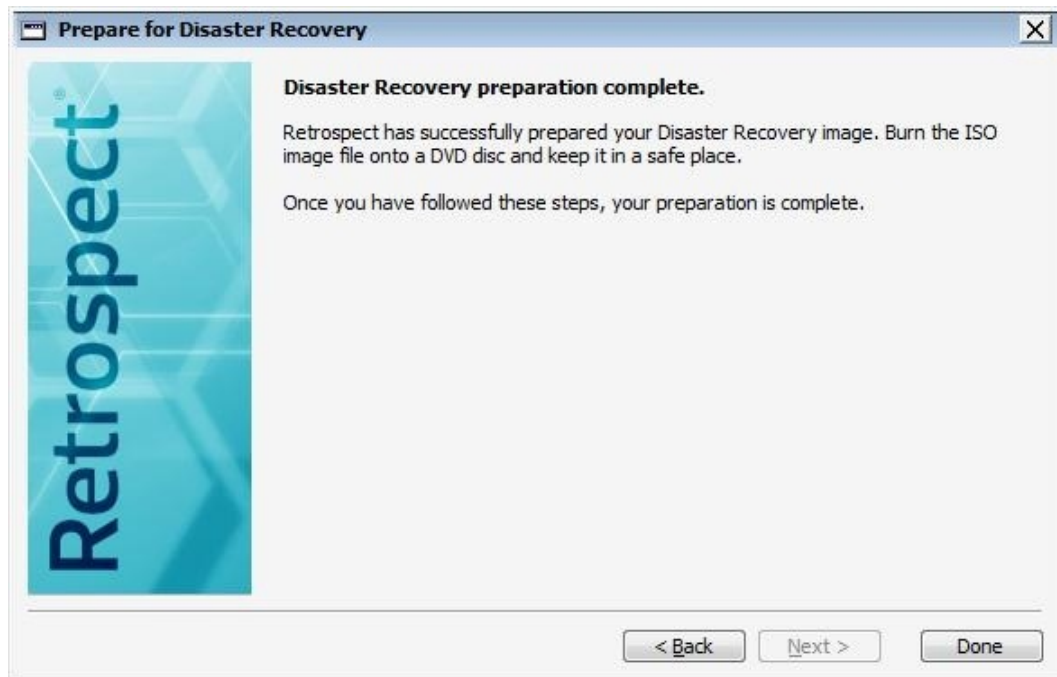 Prepare for Disaster Recovery
Retrospect®
Disaster Recovery preparation complete.
Retrospect has successfully prepared your Disaster Recovery image. Burn the ISO
image file onto a DVD disc and keep it in a safe place.
Once you have followed these steps, your preparation is complete.
< Back
Next >
Done